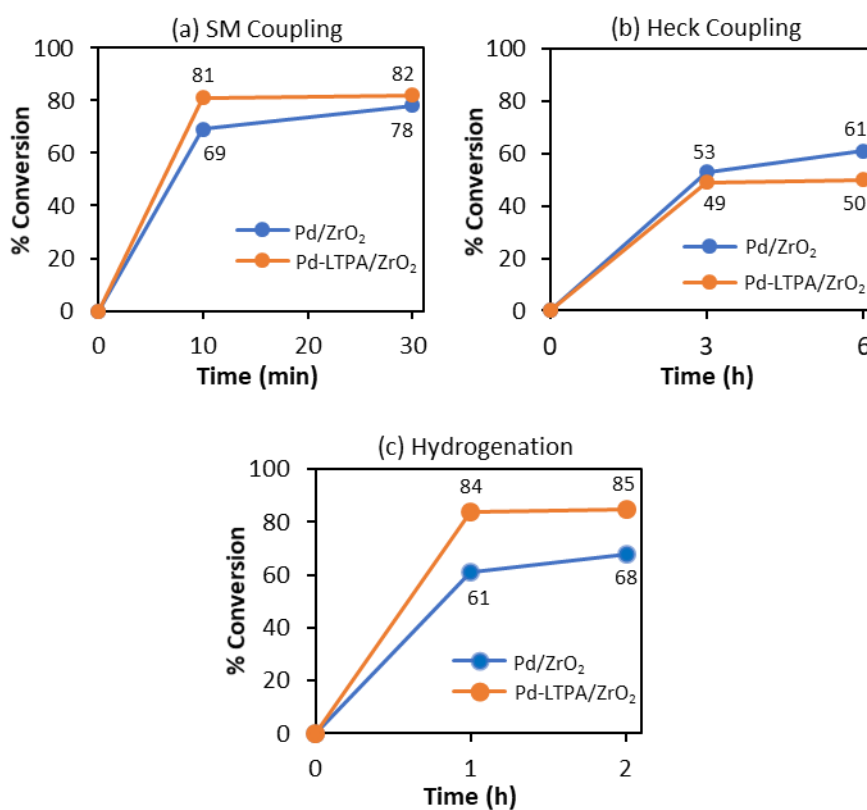 (a) SM Coupling
100
80
60
40
20
0
% Conversion
81
82
69
78
Pd/ZrO₂
Pd-LTPA/ZrO₂
0 10 20 30
Time (min)
(b) Heck Coupling
100
80
60
40
20
0
% Conversion
53
61
49
50
Pd/ZrO₂
Pd-LTPA/ZrO₂
0 3 6
Time (h)
(c) Hydrogenation
100
80
60
40
20
0
% Conversion
84
85
61
68
Pd/ZrO₂
Pd-LTPA/ZrO₂
0 1 2
Time (h)